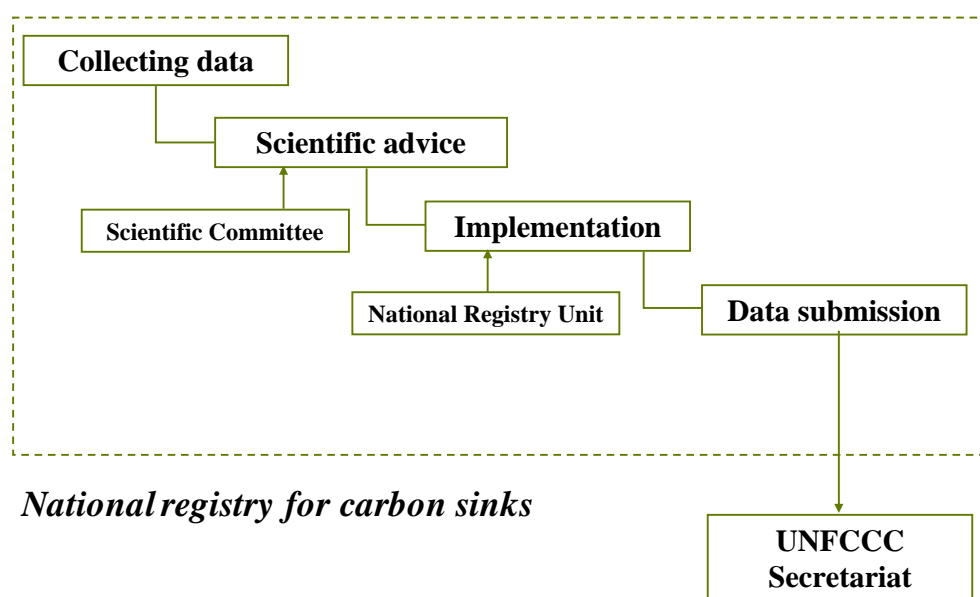 Collecting data
Scientific advice
Scientific Committee
Implementation
National Registry Unit
Data submission
National registry for carbon sinks
UNFCCC
Secretariat